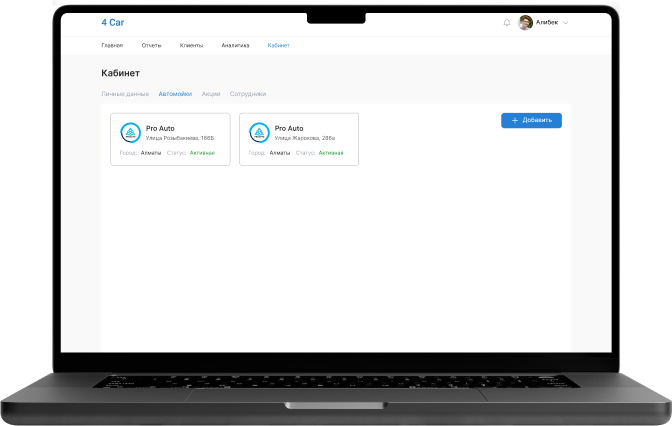 4 Car
Алибек
Главная Отчеты Клиенты Аналитика Кабинет
Кабинет
Личные данные Автомойки Акции Сотрудники
+ Добавить
Pro Auto
Улица Розыбакиева, 166Б
Город: Алматы Статус: Активная
Pro Auto
Улица Жарокова, 286а
Город: Алматы Статус: Активная